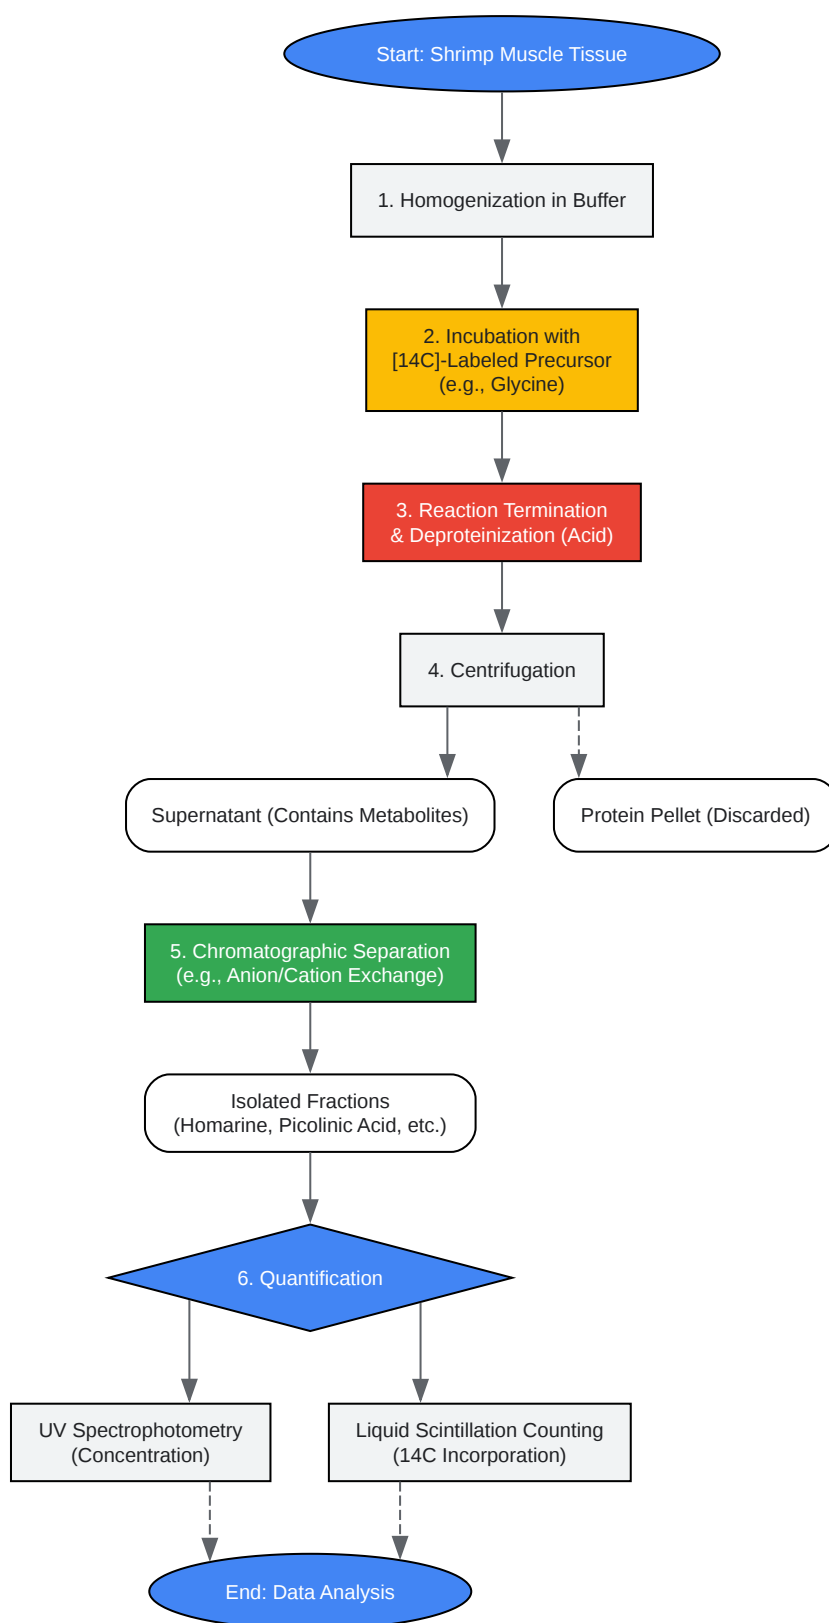 Start: Shrimp Muscle Tissue
1. Homogenization in Buffer
2. Incubation with
[14C]-Labeled Precursor
(e.g., Glycine)
3. Reaction Termination
& Deproteinization (Acid)
4. Centrifugation
Supernatant (Contains Metabolites)
Protein Pellet (Discarded)
5. Chromatographic Separation
(e.g., Anion/Cation Exchange)
Isolated Fractions
(Homarine, Picolinic Acid, etc.)
6. Quantification
UV Spectrophotometry
(Concentration)
Liquid Scintillation Counting
(14C Incorporation)
End: Data Analysis